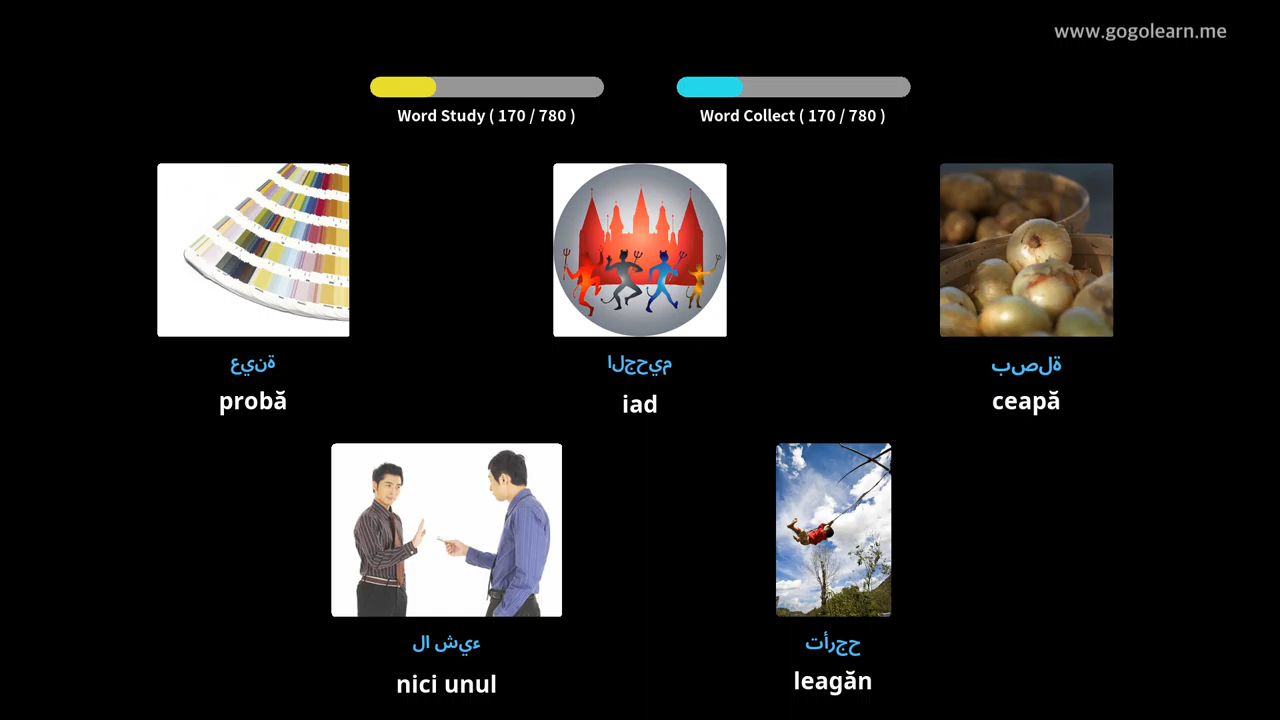 www.gogolearn.me
Word Study ( 170 / 780 )
Word Collect ( 170 / 780 )
عينة
probă
الجحيم
iad
بصلة
ceapă
لا شيء
nici unul
تأرجح
leagăn